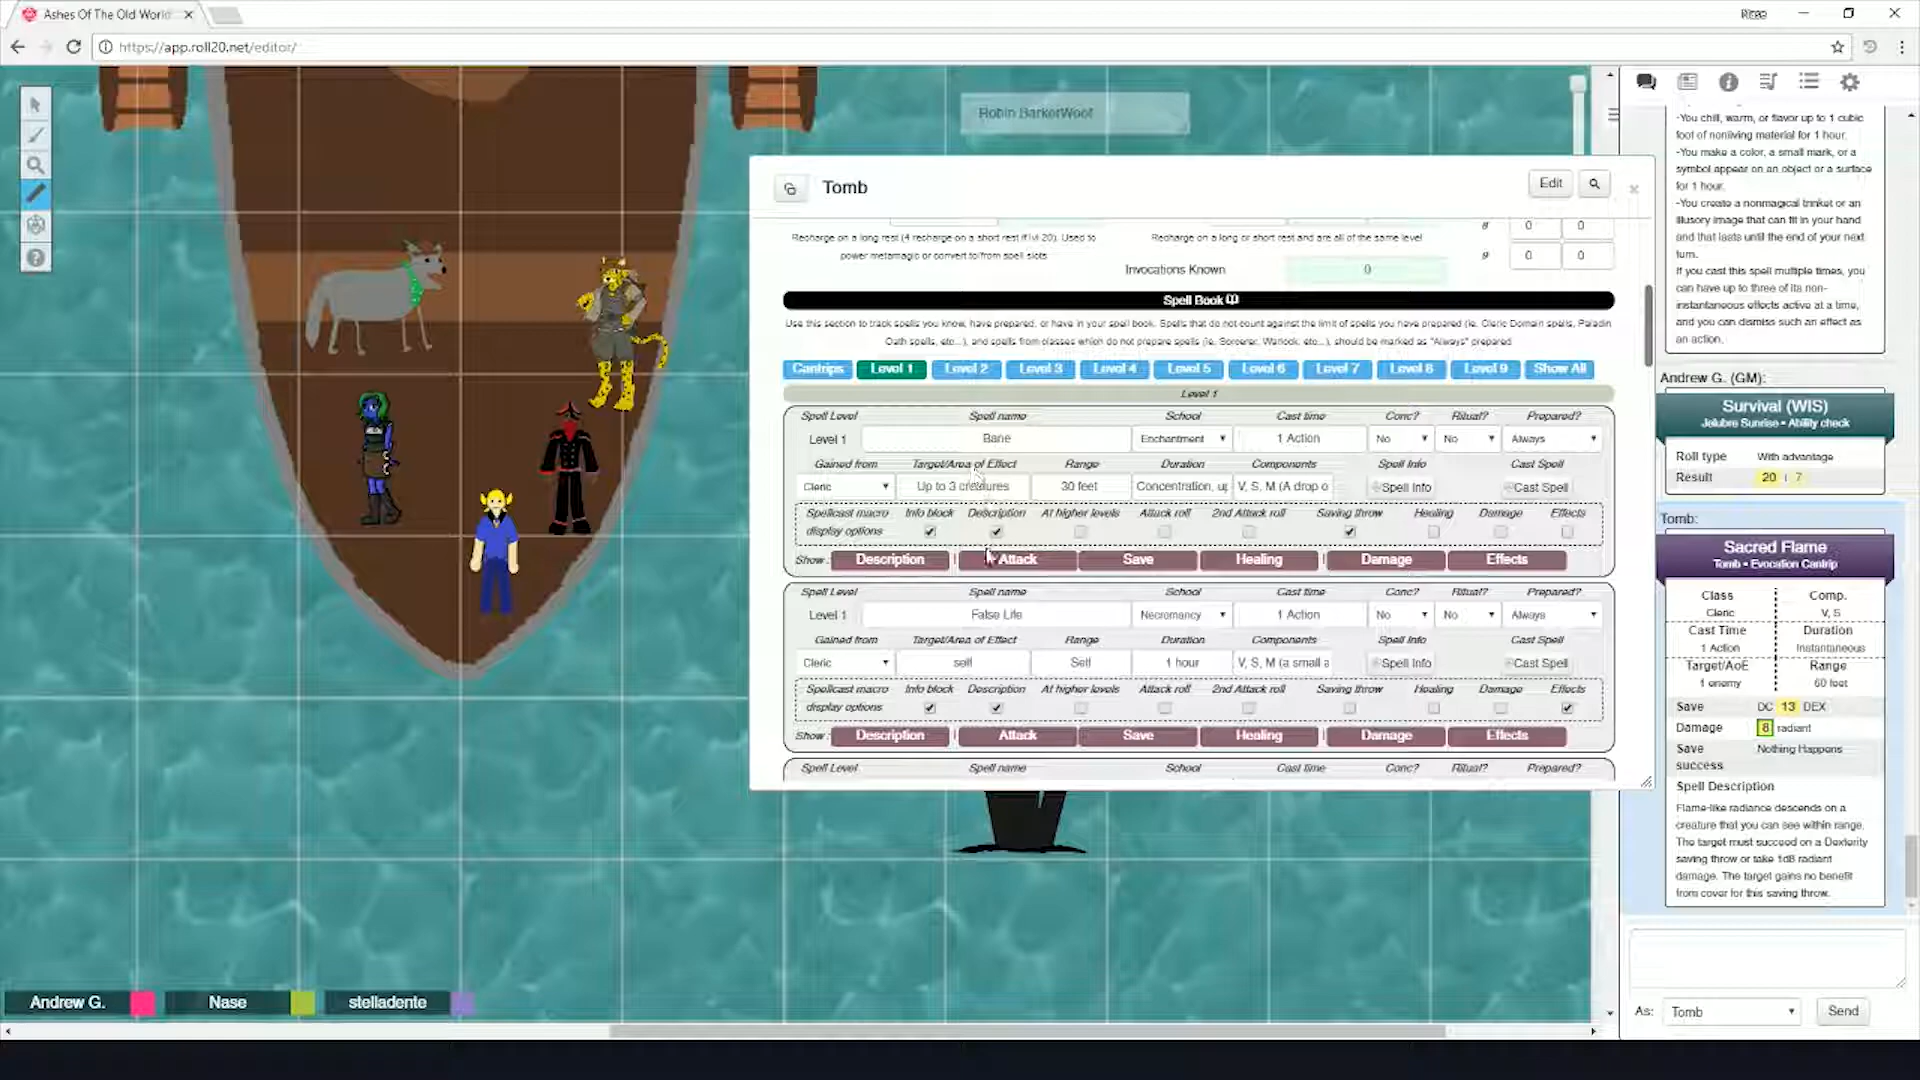 Ashes Of The Old World
https://app.roll20.net/editor/
Robin BarkerWoof
Tomb
Edit
Recharge on a long rest (4 recharge on a short rest if lvl 20). Used to
power metamagic or convert to/from spell slots
Recharge on a long or short rest and are all of the same level
Invocations Known
0
8 0 0
9 0 0
Spell Book
Use this section to track spells you know, have prepared, or have in your spell book. Spells that do not count against the limit of spells you have prepared (ie. Cleric Domain spells, Paladin
Oath spells, etc...), and spells from classes which do not prepare spells (ie. Sorcerer, Warlock, etc...), should be marked as "Always" prepared
Cantrips Level 1 Level 2 Level 3 Level 4 Level 5 Level 6 Level 7 Level 8 Level 9 Show All
Level 1
Spell Level Spell name School Cast time Conc? Ritual? Prepared?
Level 1 Bane Enchantment 1 Action No No Always
Gained from Target/Area of Effect Range Duration Components Spell Info Cast Spell
Cleric Up to 3 creatures 30 feet Concentration, up V, S, M (A drop o Spell Info Cast Spell
Spellcast macro Info block Description At higher levels Attack roll 2nd Attack roll Saving throw Healing Damage Effects
display options
Show: Description Attack Save Healing Damage Effects
Spell Level Spell name School Cast time Conc? Ritual? Prepared?
Level 1 False Life Necromancy 1 Action No No Always
Gained from Target/Area of Effect Range Duration Components Spell Info Cast Spell
Cleric self Self 1 hour V, S, M (a small a Spell Info Cast Spell
Spellcast macro Info block Description At higher levels Attack roll 2nd Attack roll Saving throw Healing Damage Effects
display options
Show: Description Attack Save Healing Damage Effects
Spell Level Spell name School Cast time Conc? Ritual? Prepared?
-You chill, warm, or flavor up to 1 cubic
foot of nonliving material for 1 hour.
-You make a color, a small mark, or a
symbol appear on an object or a surface
for 1 hour.
-You create a nonmagical trinket or an
illusory image that can fit in your hand
and that lasts until the end of your next
turn.
If you cast this spell multiple times, you
can have up to three of its non-
instantaneous effects active at a time,
and you can dismiss such an effect as
an action.
Andrew G. (GM):
Survival (WIS)
Jelubre Sunrise • Ability check
Roll type With advantage
Result 20 | 7
Tomb:
Sacred Flame
Tomb • Evocation Cantrip
Class Comp.
Cleric V, S
Cast Time Duration
1 Action Instantaneous
Target/AoE Range
1 enemy 60 feet
Save DC 13 DEX
Damage 8 radiant
Save Nothing Happens
success
Spell Description
Flame-like radiance descends on a
creature that you can see within range.
The target must succeed on a Dexterity
saving throw or take 1d8 radiant
damage. The target gains no benefit
from cover for this saving throw.
As: Tomb Send
Andrew G. Nase stelladente